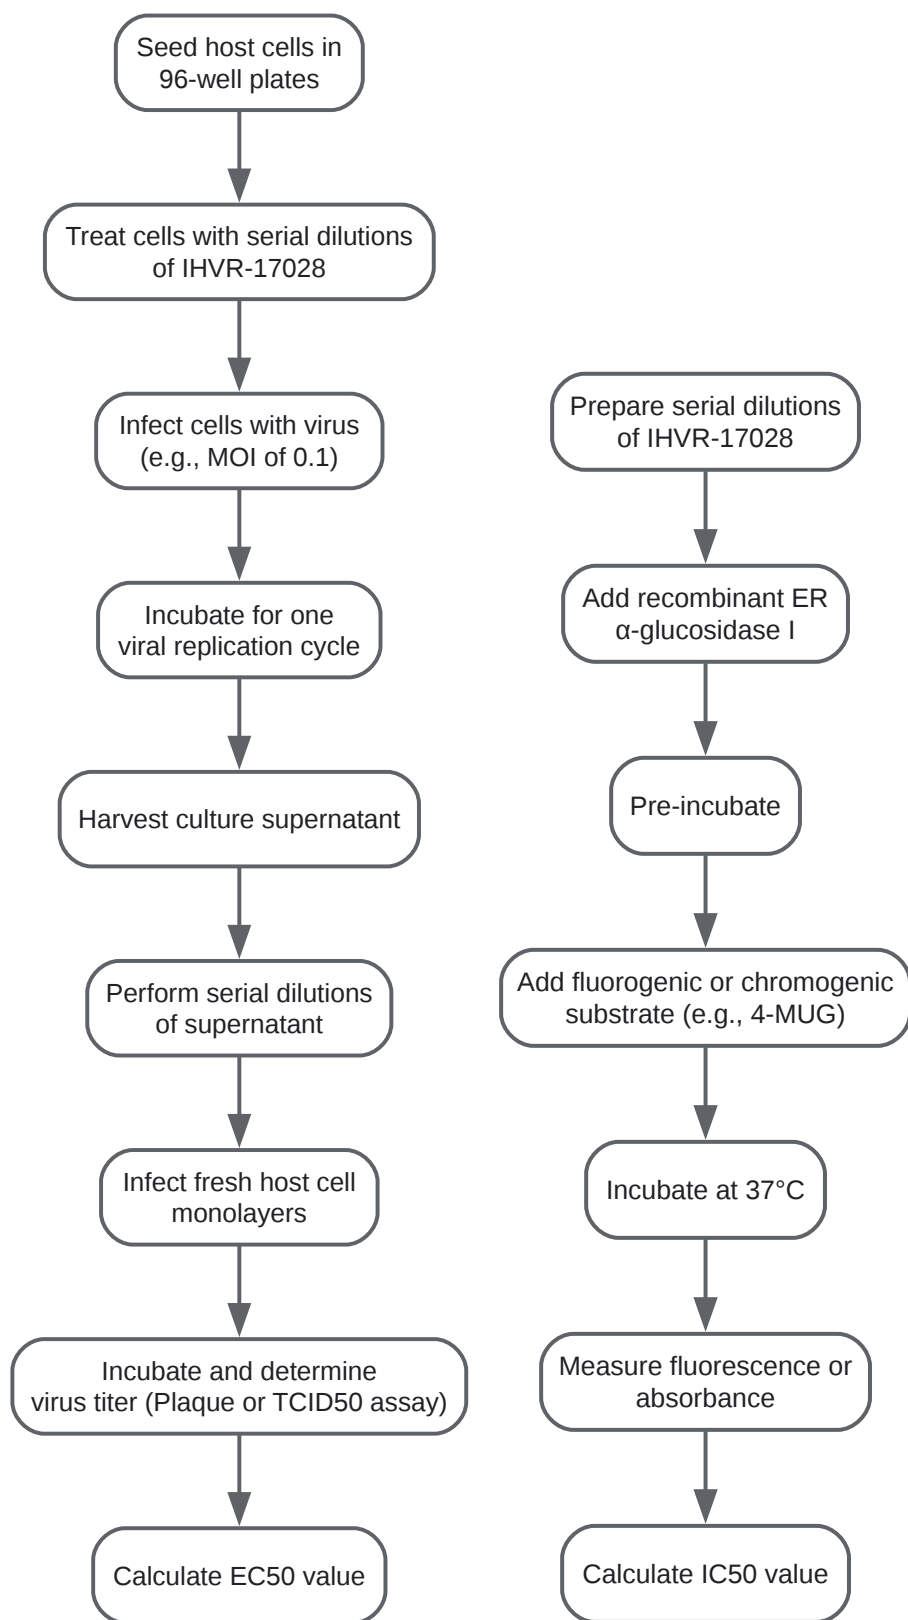 Seed host cells in
96-well plates
Treat cells with serial dilutions
of IHVR-17028
Infect cells with virus
(e.g., MOI of 0.1)
Incubate for one
viral replication cycle
Harvest culture supernatant
Perform serial dilutions
of supernatant
Infect fresh host cell
monolayers
Incubate and determine
virus titer (Plaque or TCID50 assay)
Calculate EC50 value
Prepare serial dilutions
of IHVR-17028
Add recombinant ER
α-glucosidase I
Pre-incubate
Add fluorogenic or chromogenic
substrate (e.g., 4-MUG)
Incubate at 37°C
Measure fluorescence or
absorbance
Calculate IC50 value